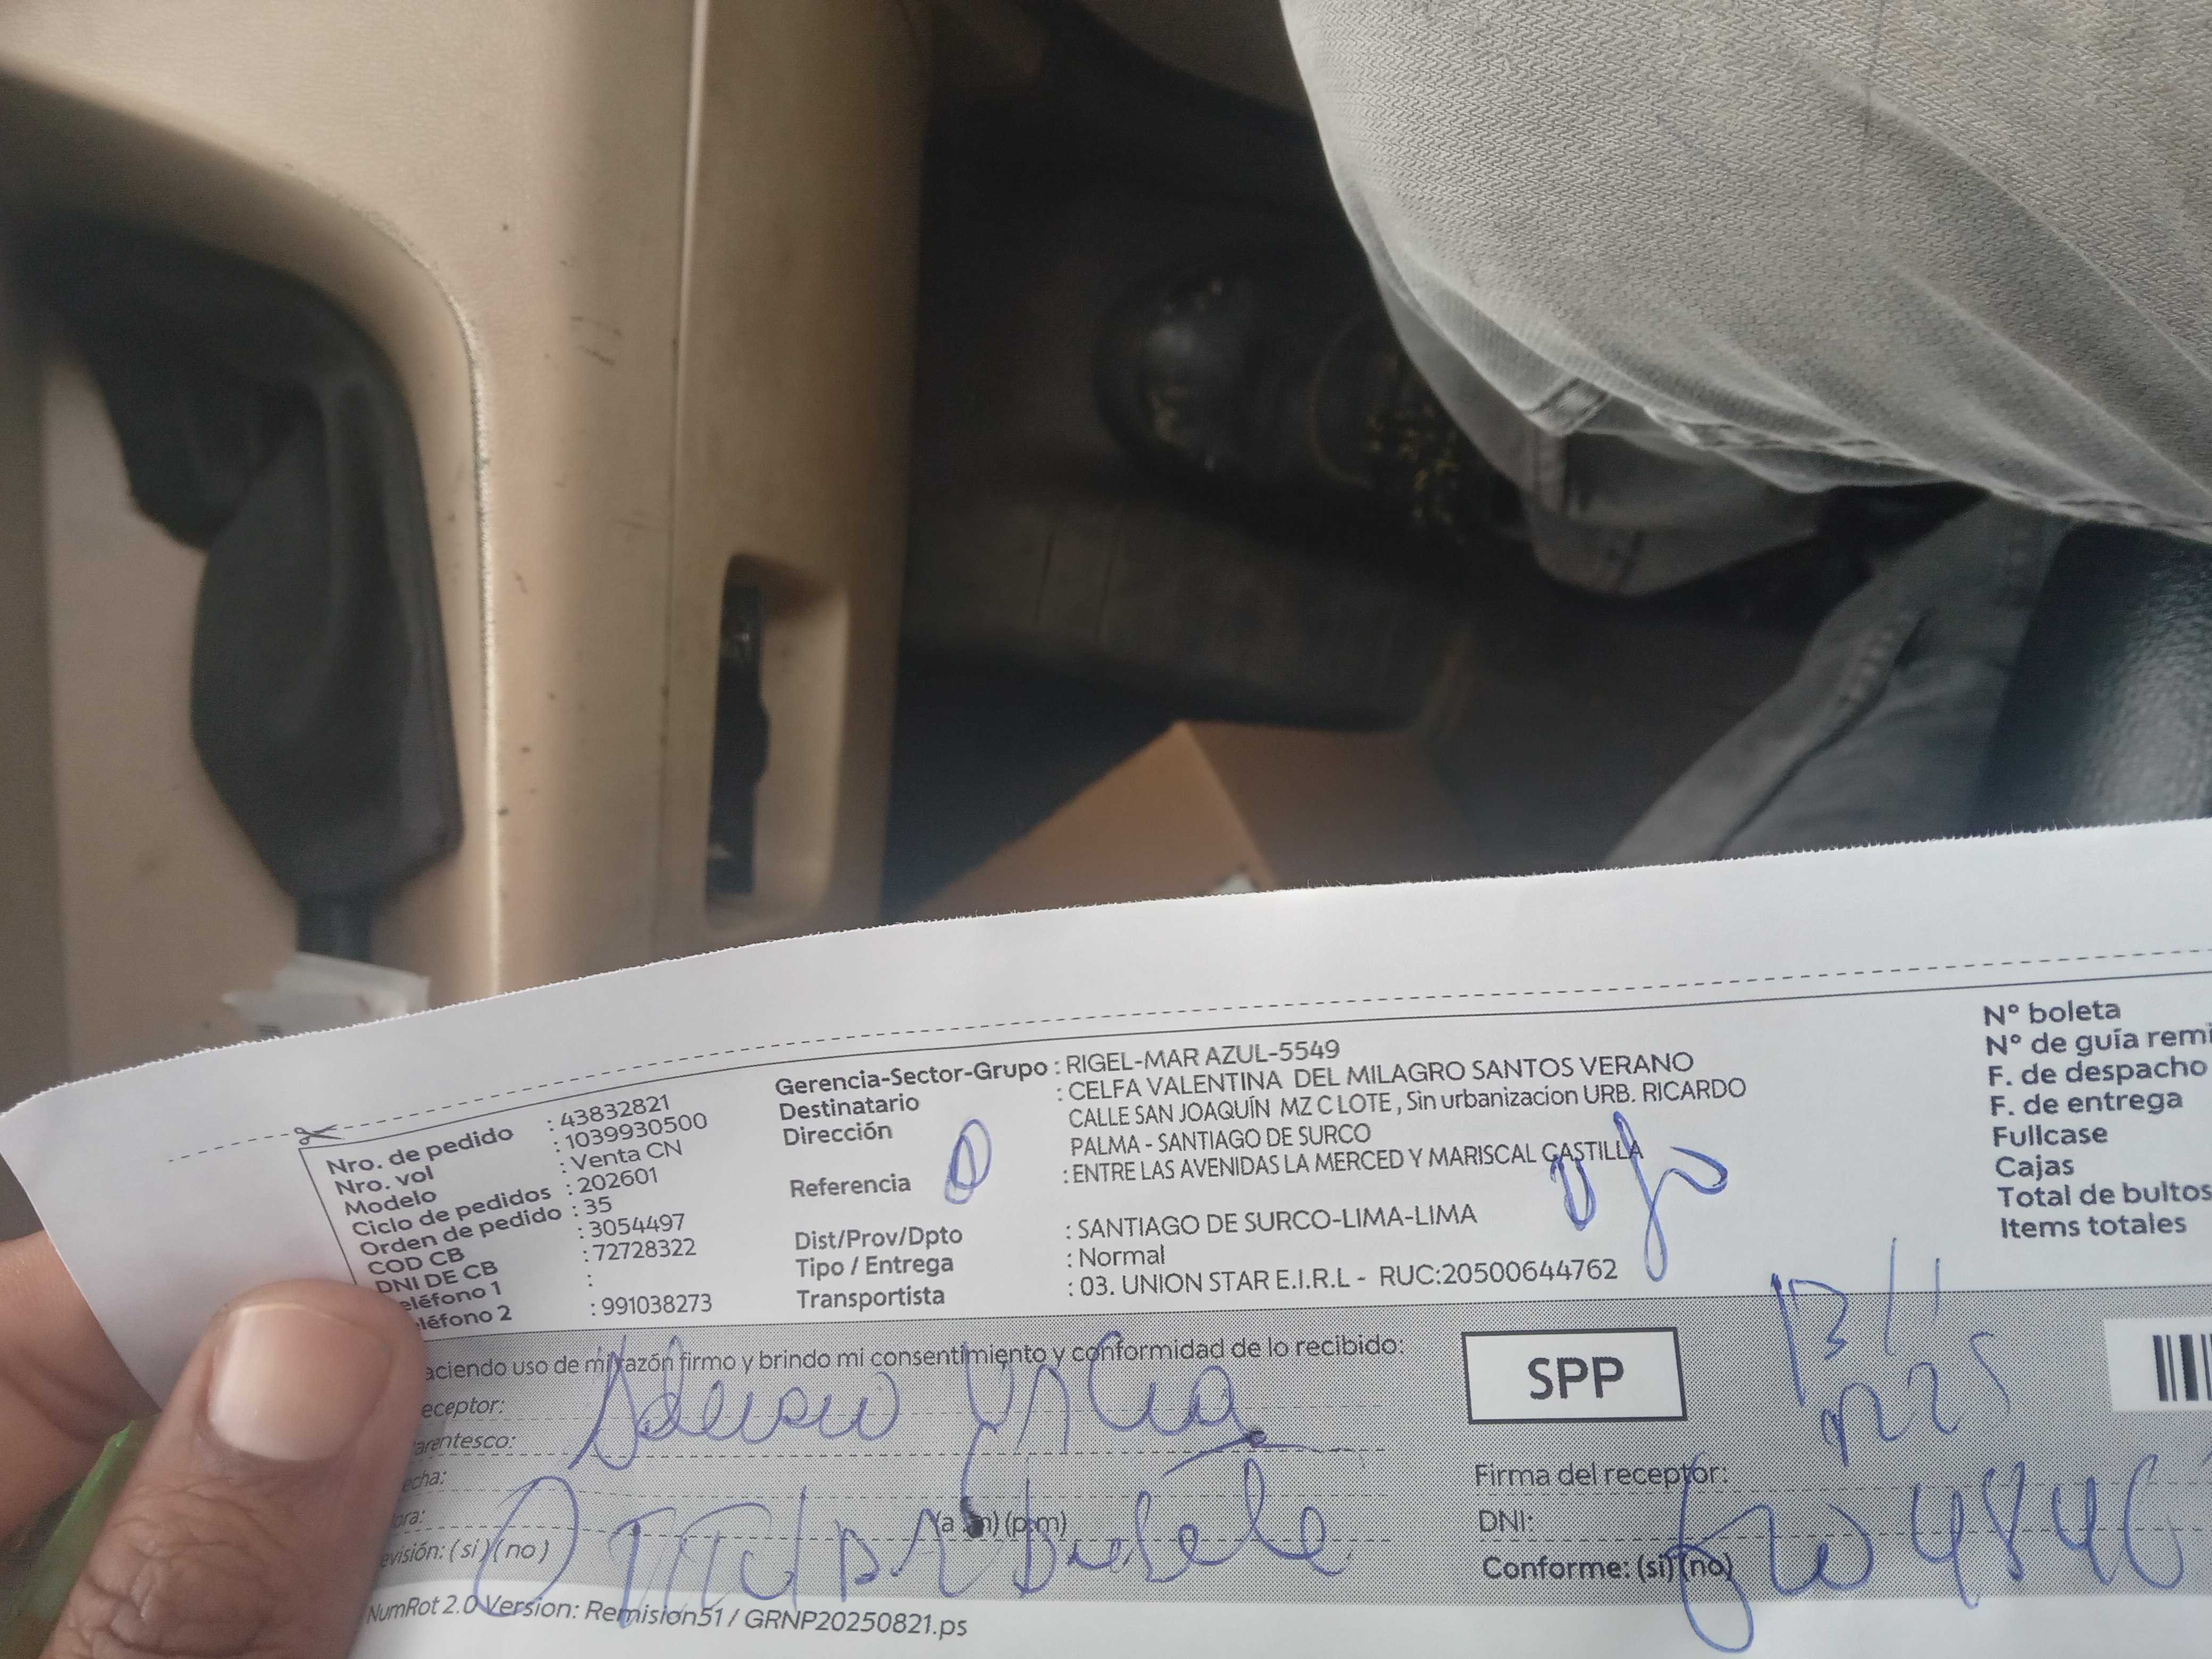 Nro. de pedido : 43832821
Nro. vol : 1039930500
Modelo : Venta CN
Ciclo de pedidos : 202601
Orden de pedido : 35
COD CB : 3054497
DNI DE CB : 72728322
eléfono 1 :
léfono 2 : 991038273
Gerencia-Sector-Grupo : RIGEL-MAR AZUL-5549
Destinatario : CELFA VALENTINA DEL MILAGRO SANTOS VERANO
Dirección CALLE SAN JOAQUÍN MZ C LOTE , Sin urbanizacion URB. RICARDO
PALMA - SANTIAGO DE SURCO
Referencia : ENTRE LAS AVENIDAS LA MERCED Y MARISCAL CASTILLA
Dist/Prov/Dpto : SANTIAGO DE SURCO-LIMA-LIMA
Tipo / Entrega : Normal
Transportista : 03. UNION STAR E.I.R.L - RUC:20500644762
N° boleta
N° de guía remi
F. de despacho
F. de entrega
Fullcase
Cajas
Total de bultos
Items totales
aciendo uso de mi razón firmo y brindo mi consentimiento y conformidad de lo recibido:
eceptor:
arentesco:
echa:
ora: (a.m) (p.m)
evisión: ( si ) ( no )
SPP
Firma del receptor:
DNI:
Conforme: (si) (no)
NumRot 2.0 Version: Remision51 / GRNP20250821.ps